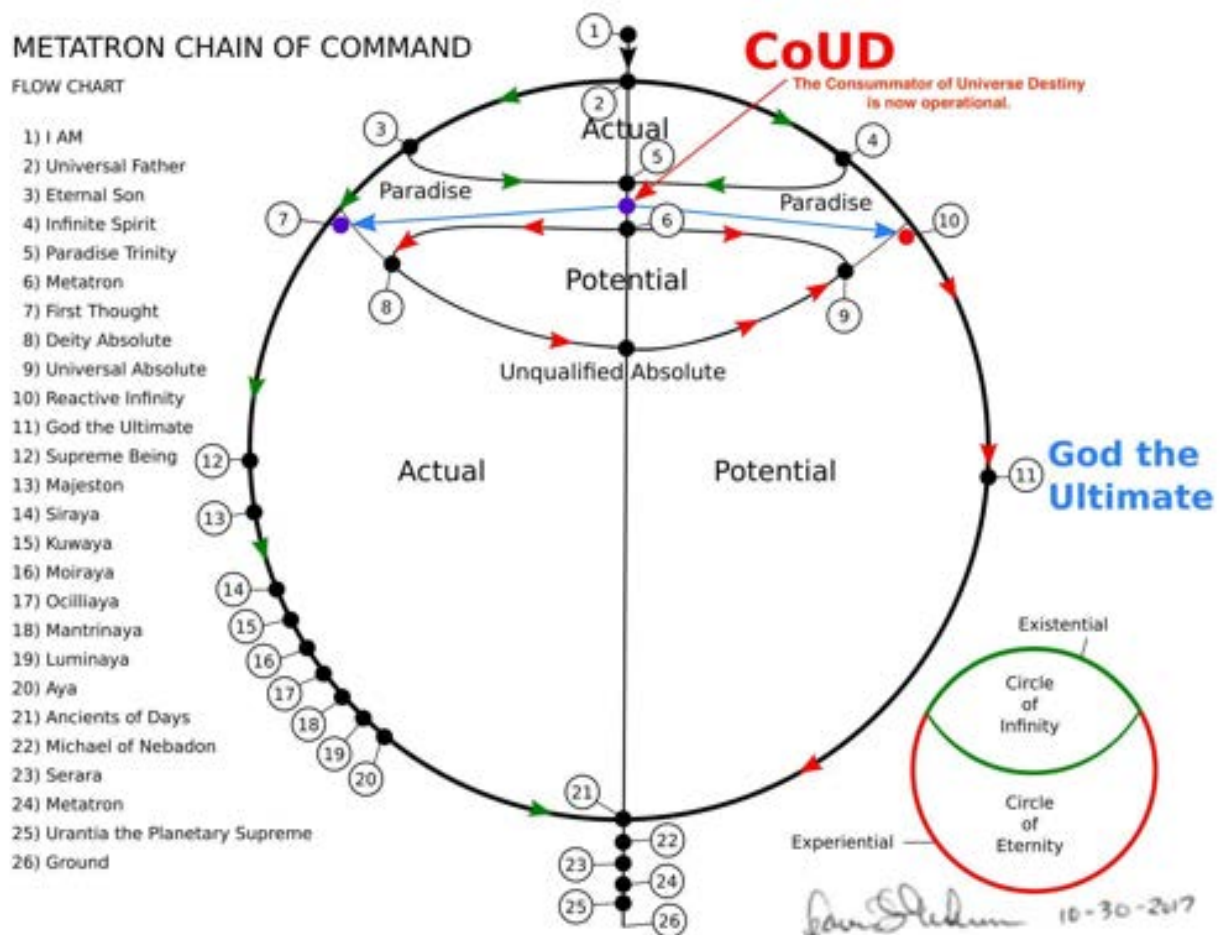 METATRON CHAIN OF COMMAND
FLOW CHART
1) I AM
2) Universal Father
3) Eternal Son
4) Infinite Spirit
5) Paradise Trinity
6) Metatron
7) First Thought
8) Deity Absolute
9) Universal Absolute
10) Reactive Infinity
11) God the Ultimate
12) Supreme Being
13) Majeston
14) Siraya
15) Kuwaya
16) Moiraya
17) Ocilliaya
18) Mantrinaya
19) Luminaya
20) Aya
21) Ancients of Days
22) Michael of Nebadon
23) Serara
24) Metatron
25) Urantia the Planetary Supreme
26) Ground
1
CoUD
The Consummator of Universe Destiny
is now operational.
2
Actual
3
4
5
Paradise
Paradise
7
6
10
Potential
8
9
Unqualified Absolute
12
Actual
Potential
11
God the
Ultimate
13
14
15
16
17
18
19
20
21
22
23
24
25
26
Existential
Circle
of
Infinity
Circle
of
Eternity
Experiential
10-30-2017